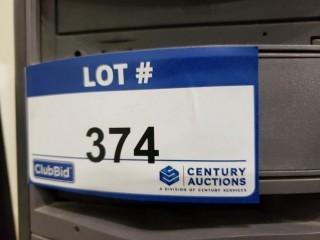 LOT #
374
ClubBid
CENTURY
AUCTIONS
A DIVISION OF CENTURY SERVICES